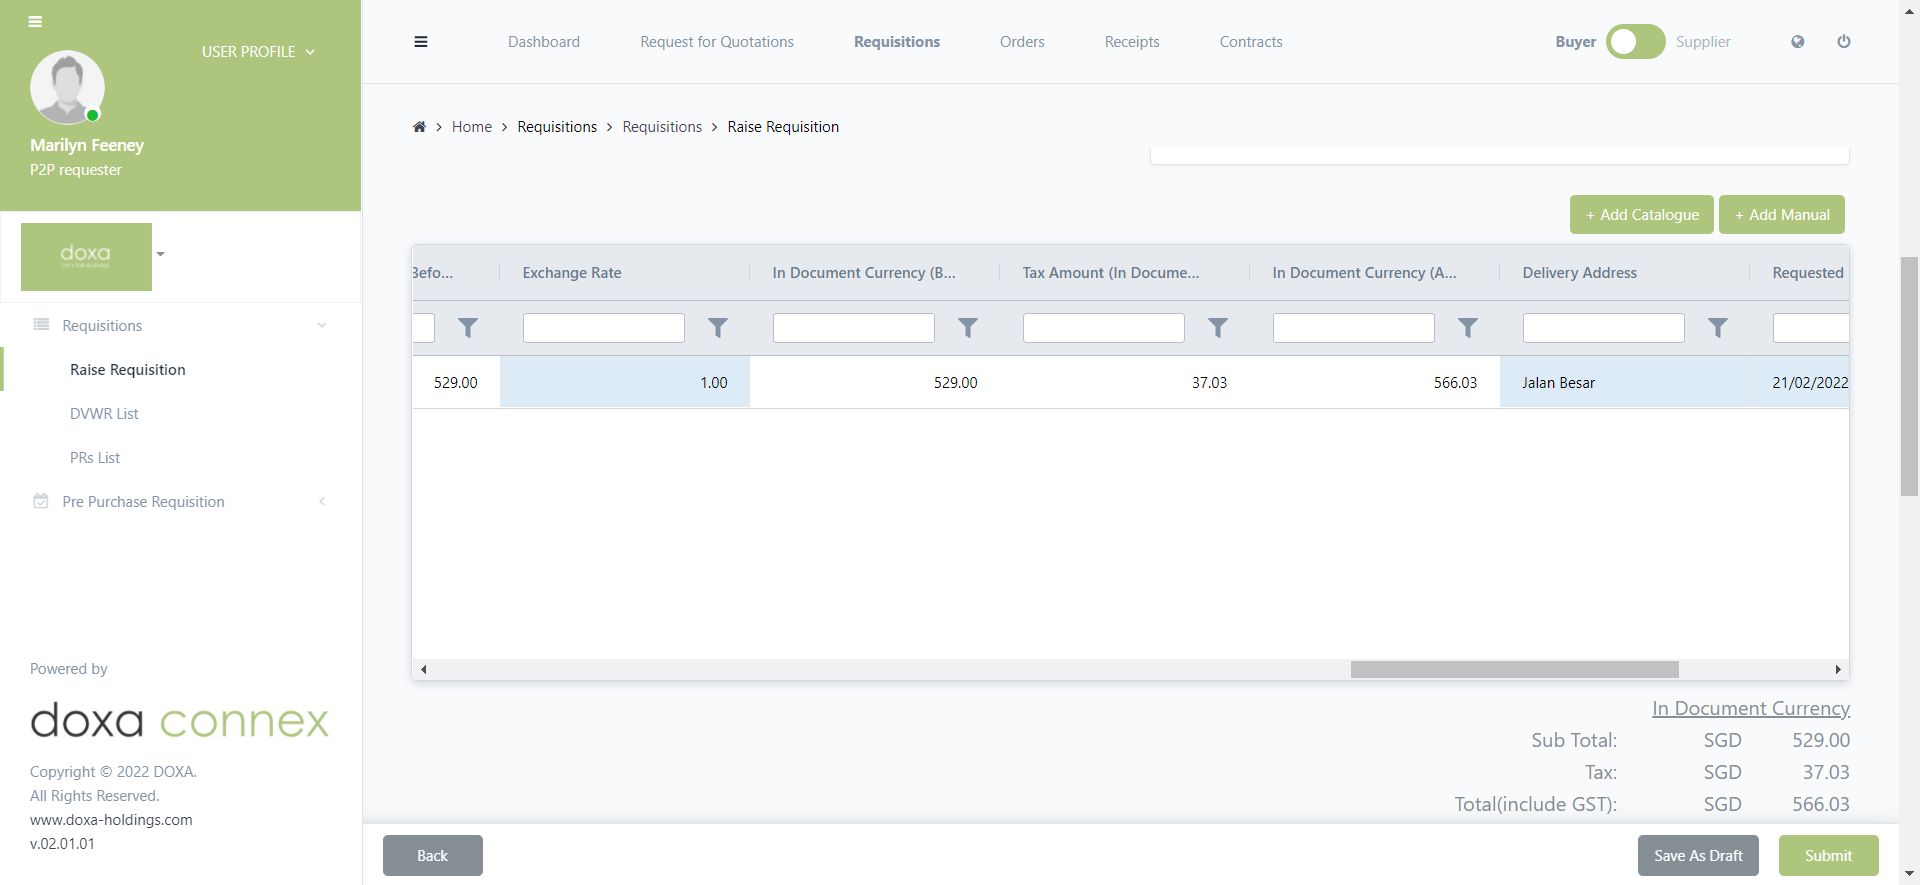 USER PROFILE
Marilyn Feeney
P2P requester
doxa
Requisitions
Raise Requisition
DVWR List
PRs List
Pre Purchase Requisition
Powered by
doxa connex
Copyright © 2022 DOXA.
All Rights Reserved.
www.doxa-holdings.com
v.02.01.01
Dashboard Request for Quotations Requisitions Orders Receipts Contracts Buyer Supplier
Home > Requisitions > Requisitions > Raise Requisition
+ Add Catalogue + Add Manual
Befo... Exchange Rate In Document Currency (B... Tax Amount (In Docume... In Document Currency (A... Delivery Address Requested
529.00 1.00 529.00 37.03 566.03 Jalan Besar 21/02/2022
In Document Currency
Sub Total: SGD 529.00
Tax: SGD 37.03
Total(include GST): SGD 566.03
Back Save As Draft Submit